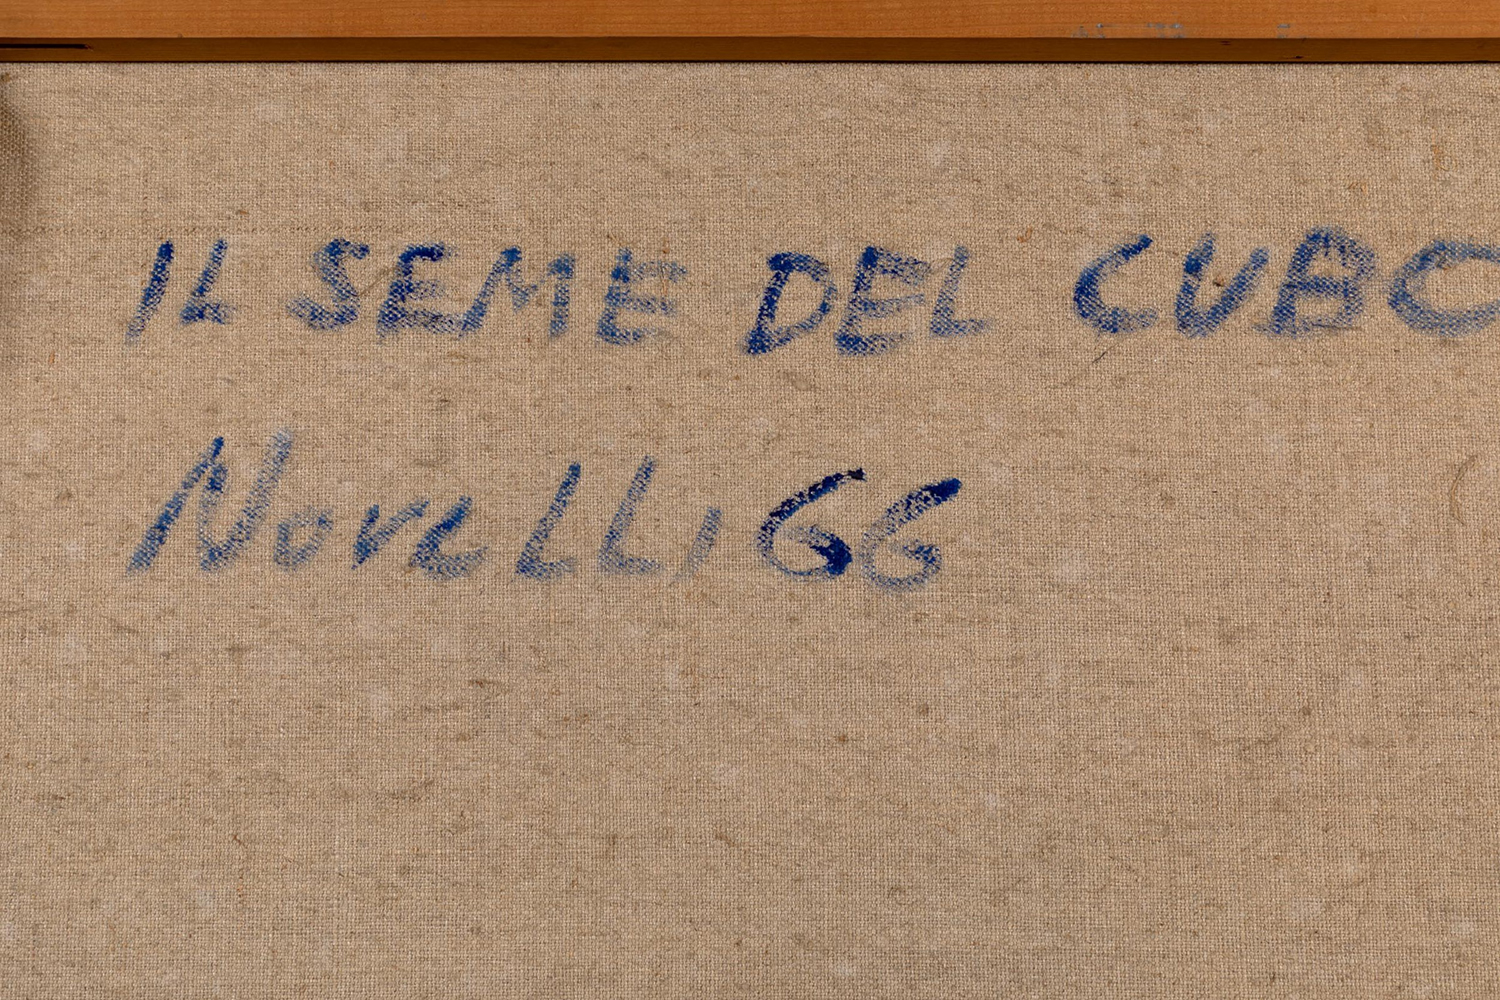 IL SEME DEL CUBO
Novelli 66